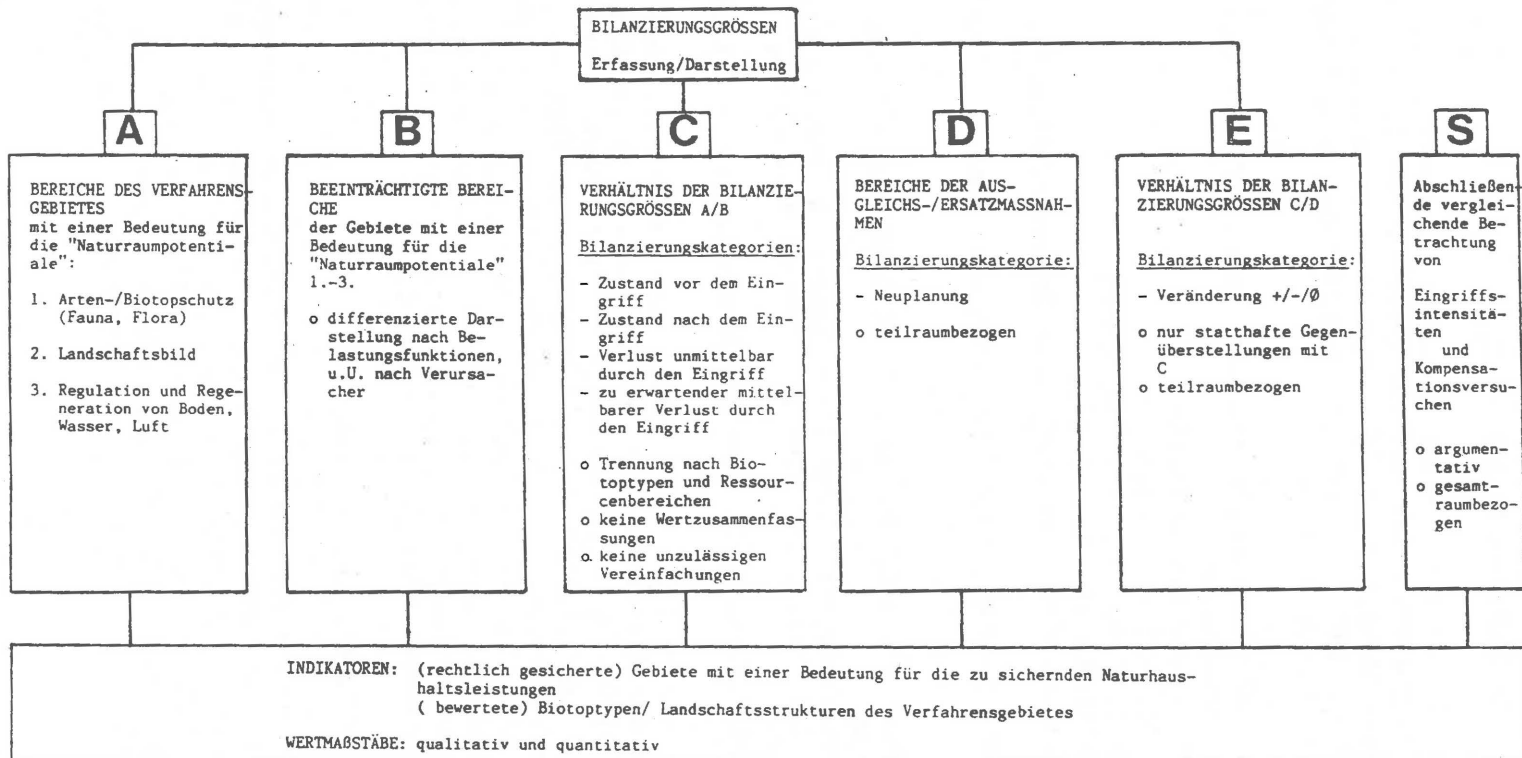 BILANZIERUNGSGRÖSSEN
Erfassung/Darstellung
A
BEREICHE DES VERFAHRENS-
GEBIETES
mit einer Bedeutung für
die "Naturraumpotenti-
ale":
1. Arten-/Biotopschutz
(Fauna, Flora)
2. Landschaftsbild
3. Regulation und Rege-
neration von Boden,
Wasser, Luft
B
BEEINTRÄCHTIGTE BEREI-
CHE
der Gebiete mit einer
Bedeutung für die
"Naturraumpotentiale"
1.-3.
o differenzierte Dar-
stellung nach Be-
lastungsfunktionen,
u.U. nach Verursa-
cher
C
VERHÄLTNIS DER BILANZIE-
RUNGSGRÖSSEN A/B
Bilanzierungskategorien:
- Zustand vor dem Ein-
griff
- Zustand nach dem Ein-
griff
- Verlust unmittelbar
durch den Eingriff
- zu erwartender mittel-
barer Verlust durch
den Eingriff
o Trennung nach Bio-
toptypen und Ressour-
cenbereichen
o keine Wertzusammenfas-
sungen
o. keine unzulässigen
Vereinfachungen
D
BEREICHE DER AUS-
GLEICHS-/ERSATZMASSNAH-
MEN
Bilanzierungskategorie:
- Neuplanung
o teilraumbezogen
E
VERHÄLTNIS DER BILAN-
ZIERUNGSGRÖSSEN C/D
Bilanzierungskategorie:
- Veränderung +/-/Ø
o nur statthafte Gegen-
überstellungen mit
C
o teilraumbezogen
S
Abschließen-
de verglei-
chende Be-
trachtung
von
Eingriffs-
intensitä-
ten
und
Kompensa-
tionsversu-
chen
o argumen-
tativ
o gesamt-
raumbezo-
gen
INDIKATOREN: (rechtlich gesicherte) Gebiete mit einer Bedeutung für die zu sichernden Naturhaus-
haltsleistungen
( bewertete) Biotoptypen/ Landschaftsstrukturen des Verfahrensgebietes
WERTMAßSTÄBE: qualitativ und quantitativ